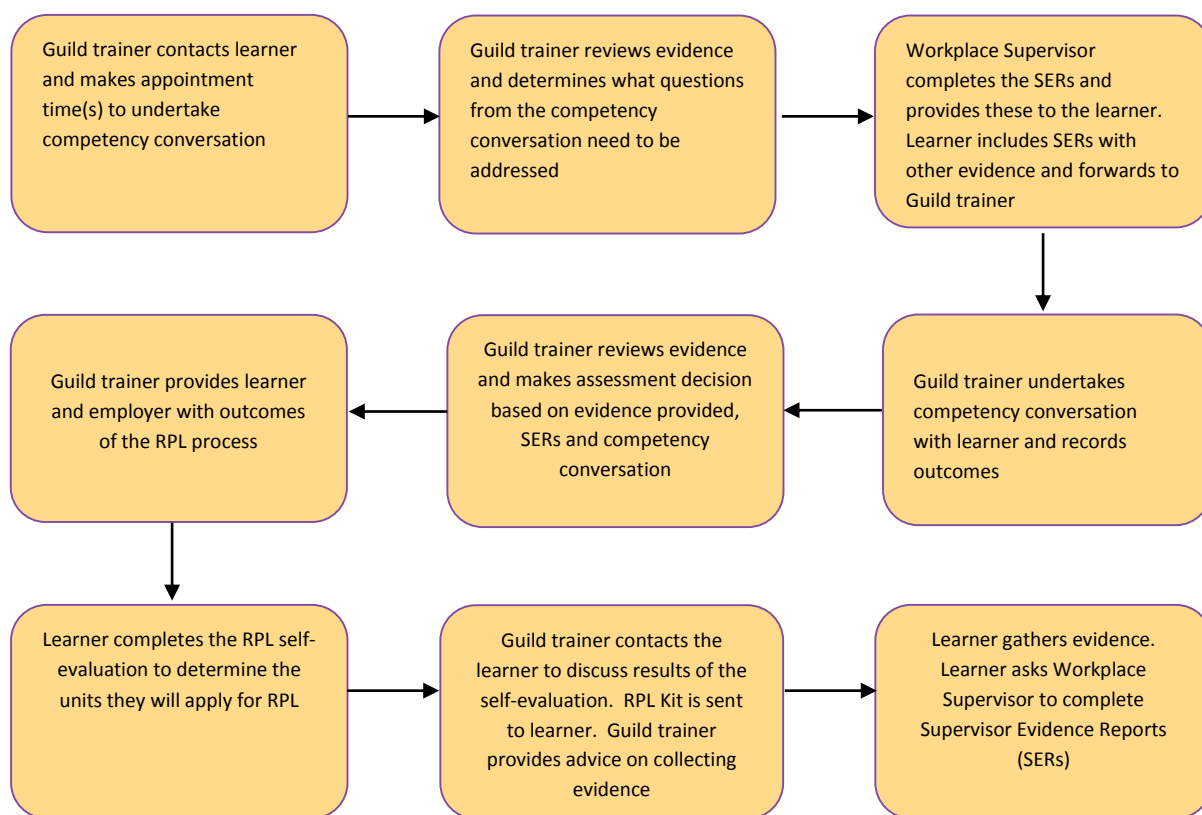 Guild trainer contacts learner
and makes appointment
time(s) to undertake
competency conversation
Guild trainer reviews evidence
and determines what questions
from the competency
conversation need to be
addressed
Workplace Supervisor
completes the SERs and
provides these to the learner.
Learner includes SERs with
other evidence and forwards to
Guild trainer
Guild trainer provides learner
and employer with outcomes
of the RPL process
Guild trainer reviews evidence
and makes assessment decision
based on evidence provided,
SERs and competency
conversation
Guild trainer undertakes
competency conversation
with learner and records
outcomes
Learner completes the RPL self-
evaluation to determine the
units they will apply for RPL
Guild trainer contacts the
learner to discuss results of the
self-evaluation.  RPL Kit is sent
to learner.  Guild trainer
provides advice on collecting
evidence
Learner gathers evidence.
Learner asks Workplace
Supervisor to complete
Supervisor Evidence Reports
(SERs)